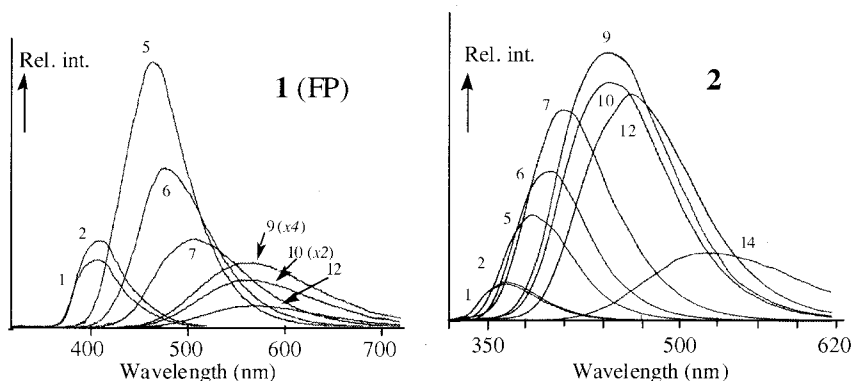 Rel. int.
1 (FP)
5
6
2
1
7
9 (x4)
10 (x2)
12
400 500 600 700
Wavelength (nm)
Rel. int.
2
9
10
12
7
6
5
2
1
14
350 500 620
Wavelength (nm)